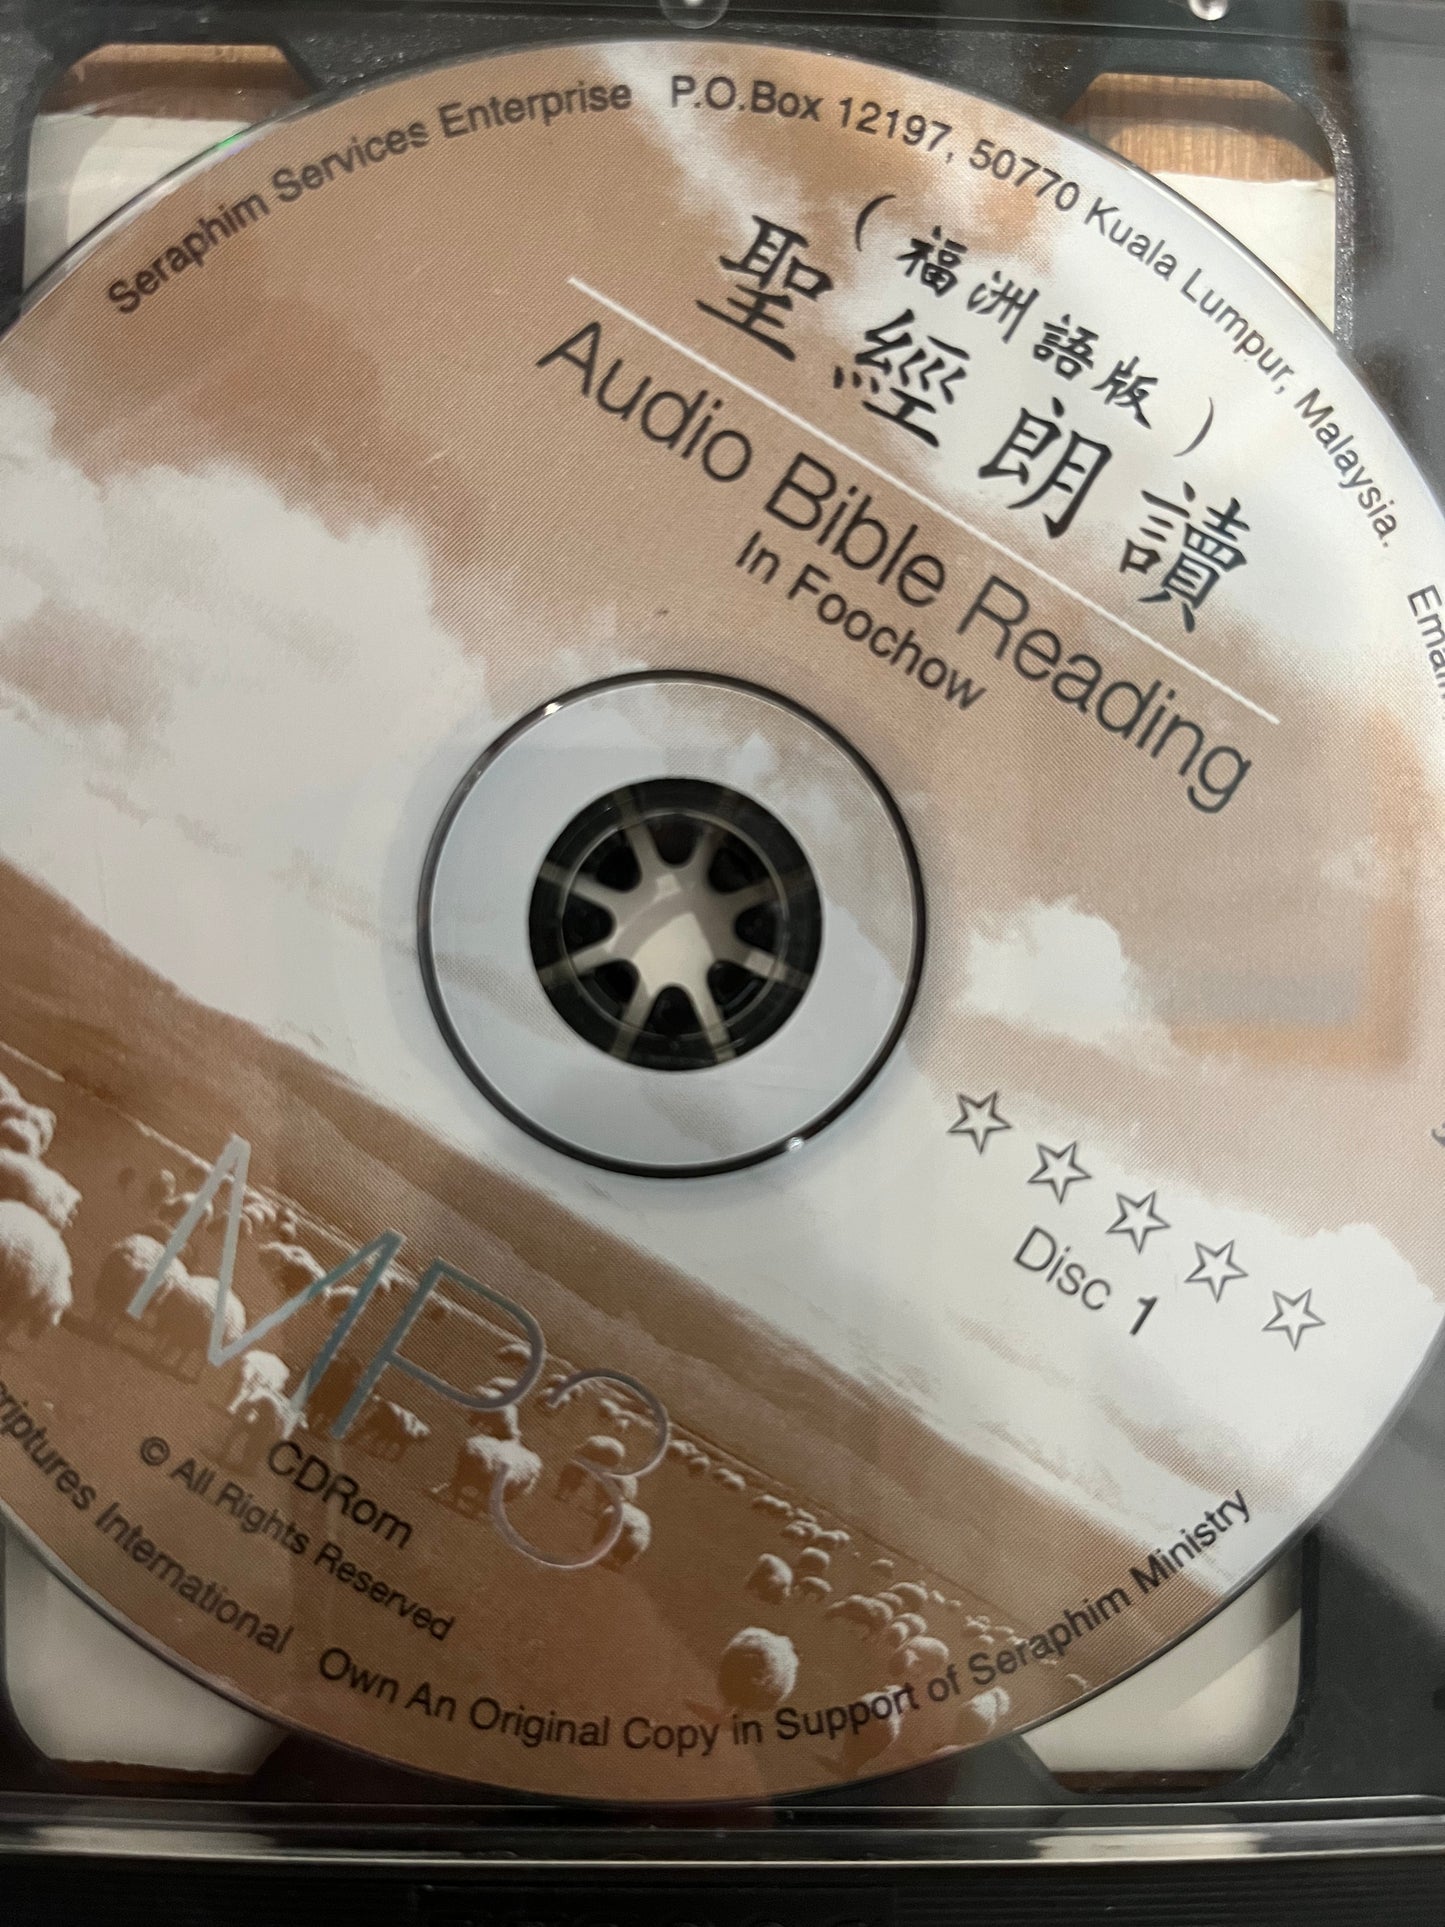 Seraphim Services Enterprise P.O.Box 12197, 50770 Kuala Lumpur, Malaysia.
（福洲語版）
聖經朗讀
Audio Bible Reading
In Foochow
☆☆☆☆☆
Disc 1
MP3
CDRom
© All Rights Reserved
International Own An Original Copy in Support of Seraphim Ministry